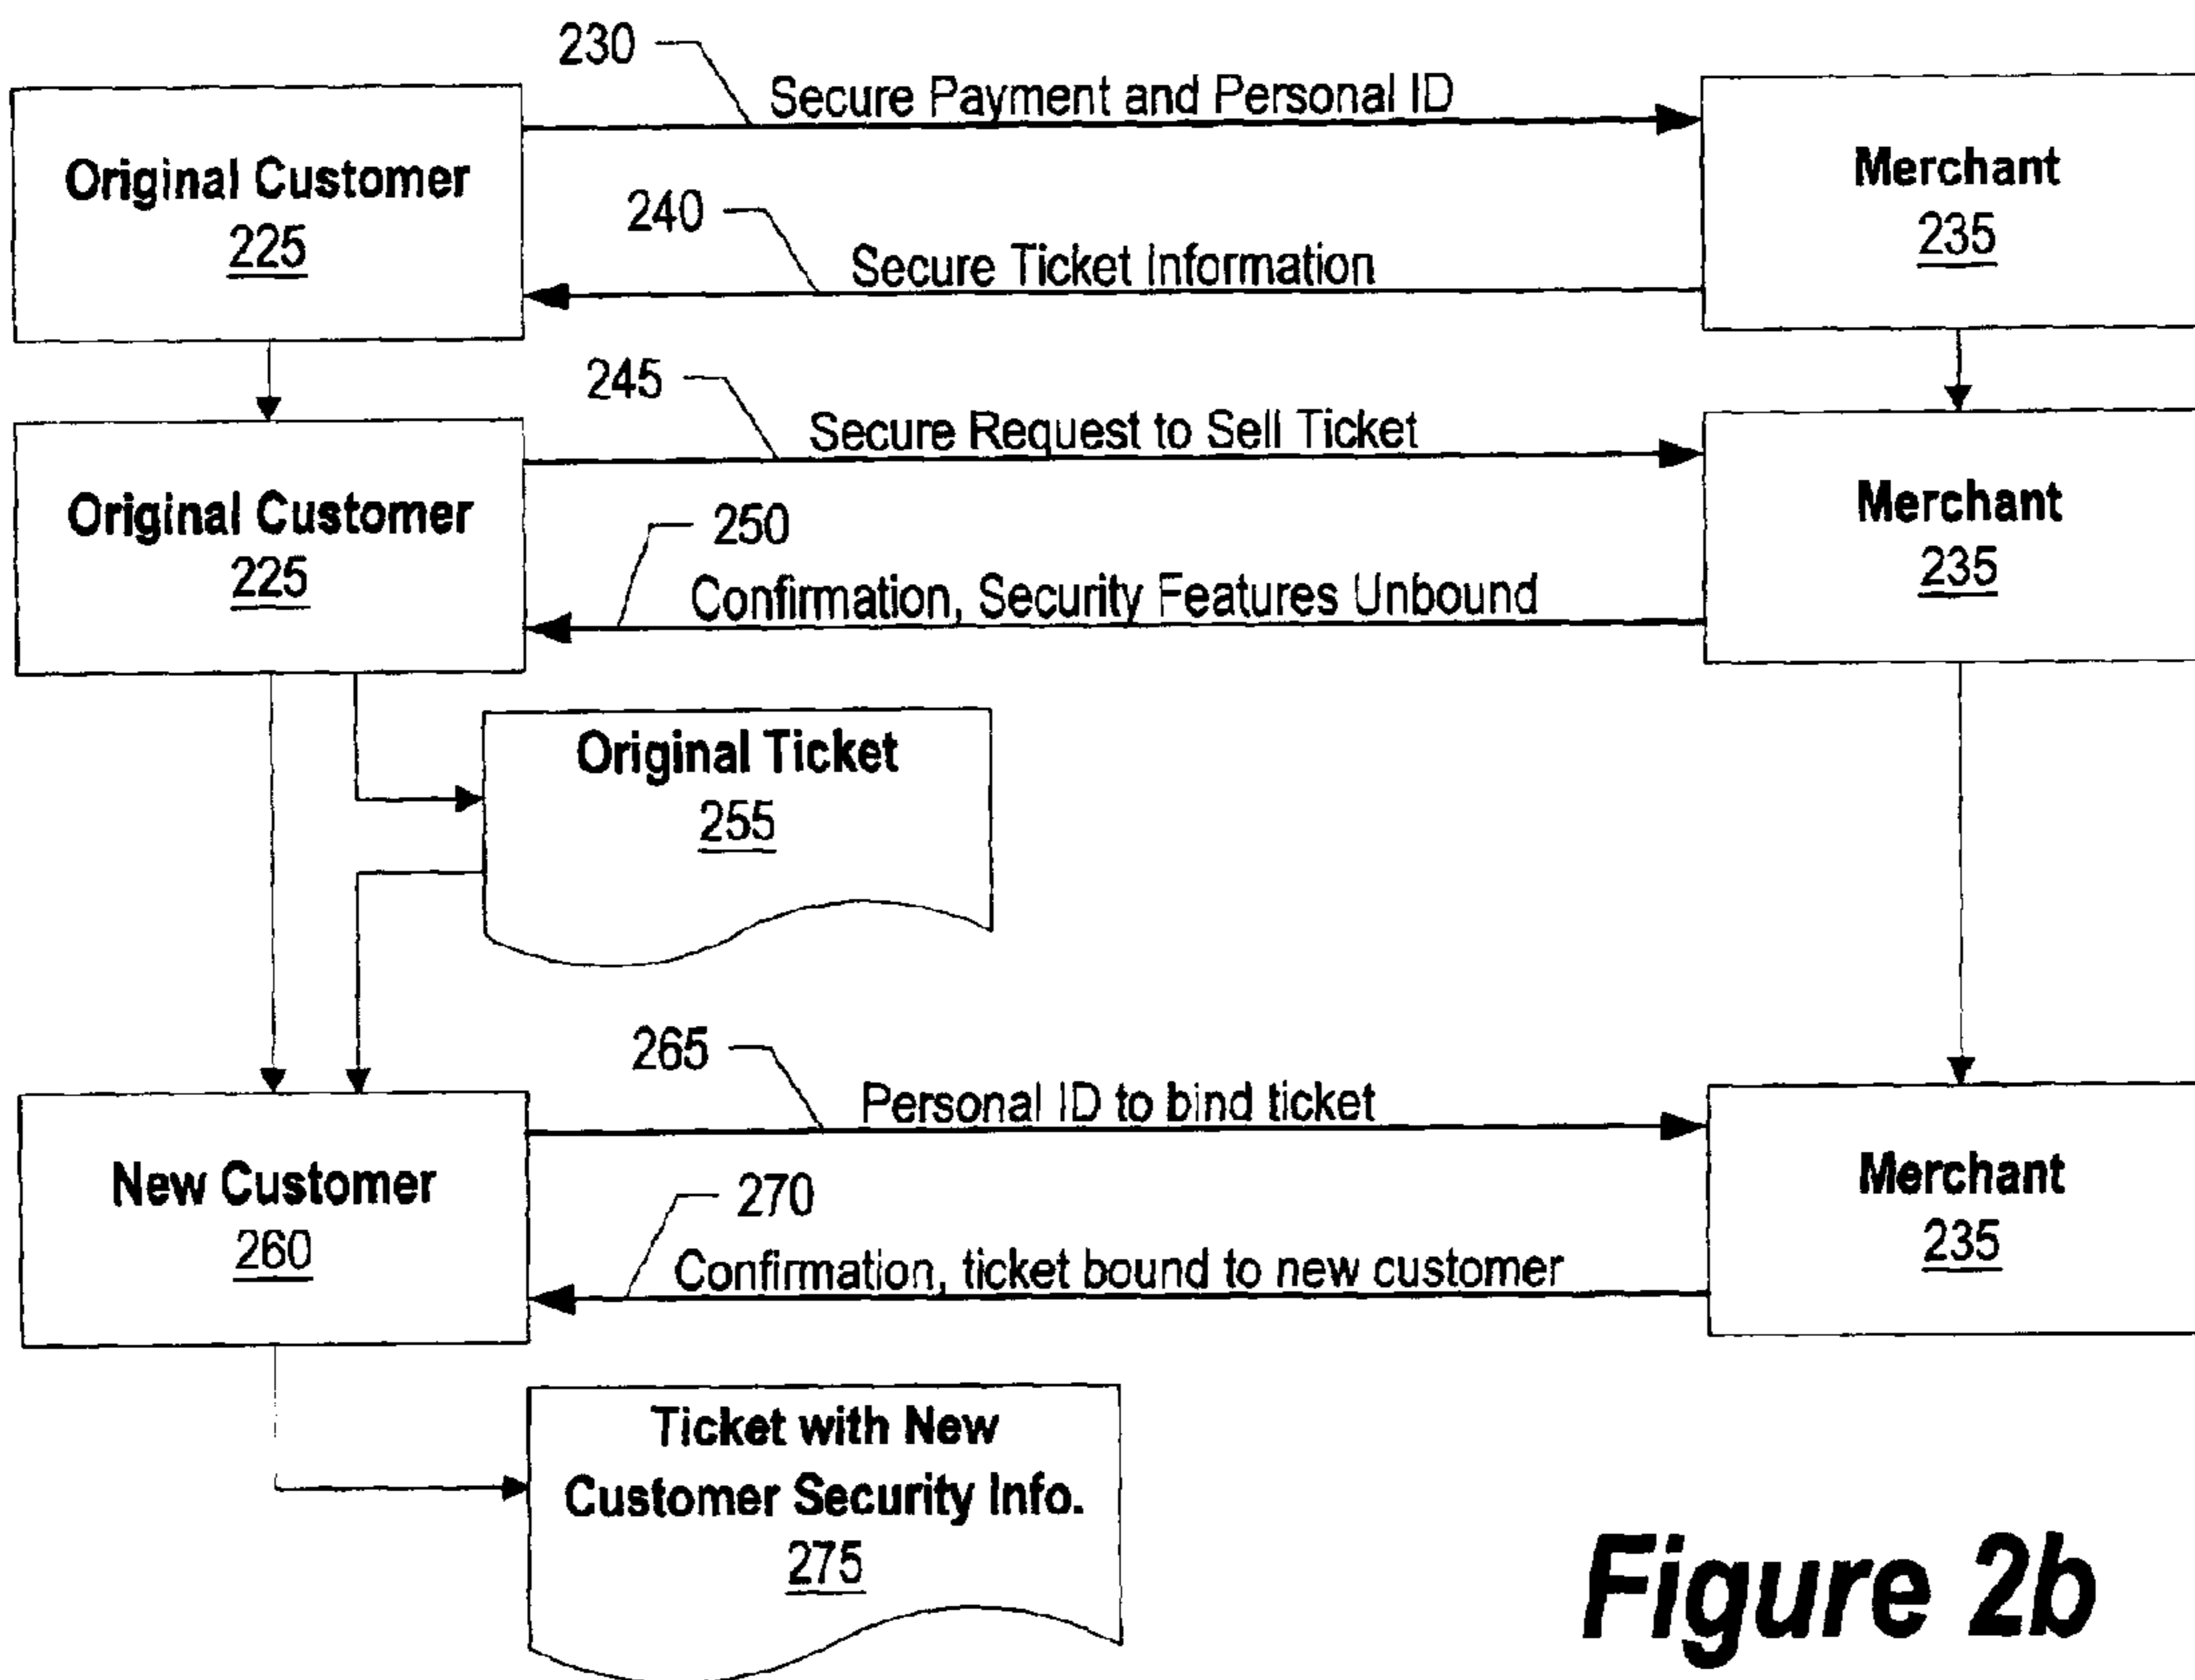 230
Secure Payment and Personal ID
Original Customer
225
Merchant
235
240
Secure Ticket Information
245
Secure Request to Sell Ticket
Original Customer
225
Merchant
235
250
Confirmation, Security Features Unbound
Original Ticket
255
265
Personal ID to bind ticket
New Customer
260
Merchant
235
270
Confirmation, ticket bound to new customer
Ticket with New
Customer Security Info.
275
Figure 2b